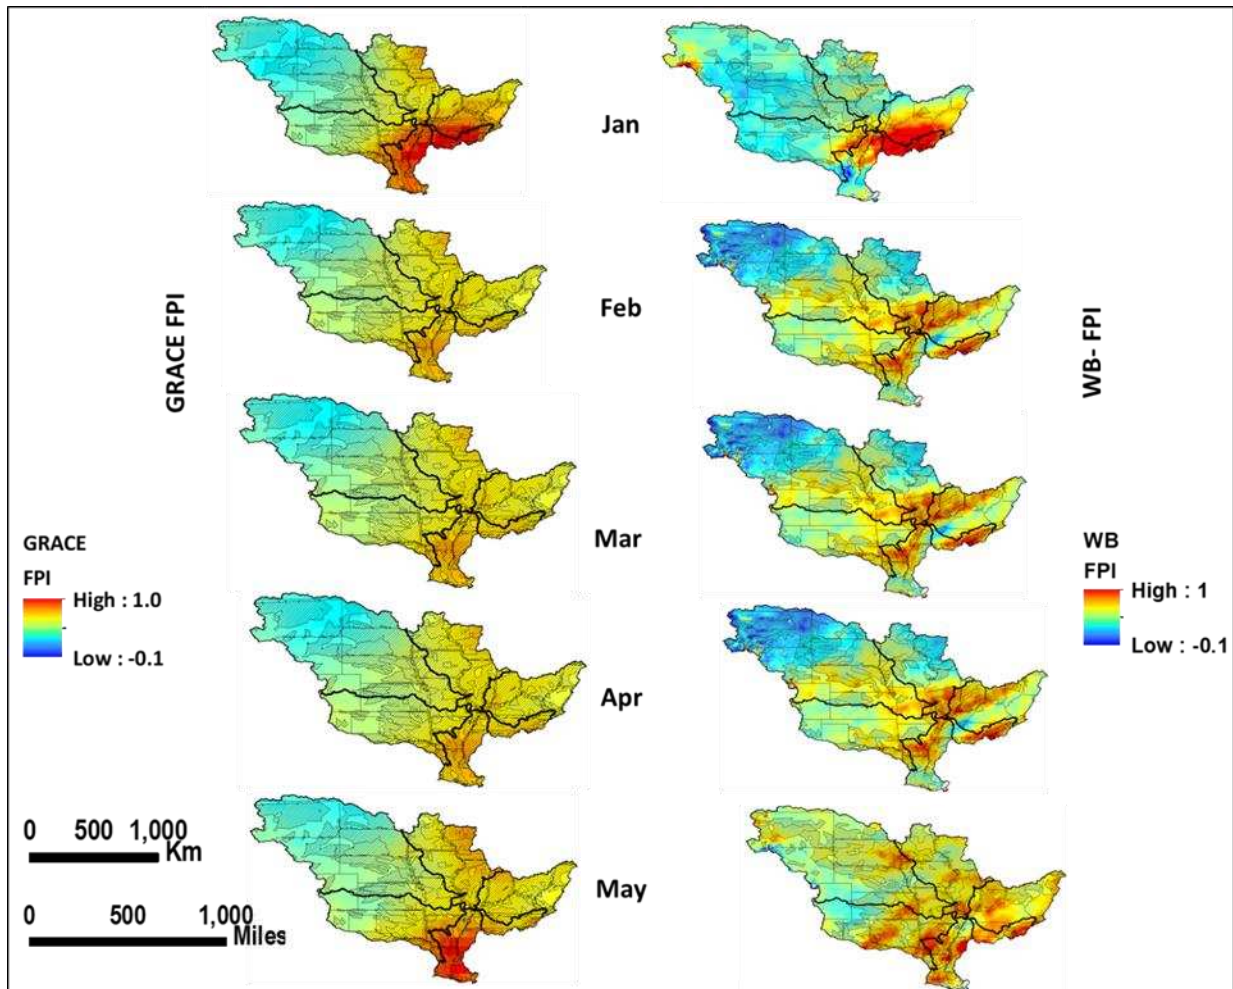 Jan
Feb
GRACE FPI
WB- FPI
Mar
GRACE
FPI
High : 1.0
Low : -0.1
WB
FPI
High : 1
Low : -0.1
Apr
May
0 500 1,000
Km
0 500 1,000
Miles